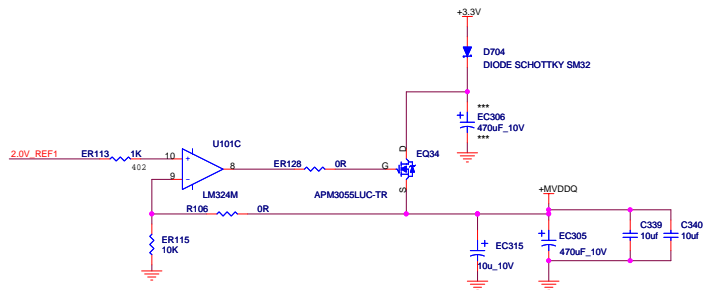 +3.3V
D704
DIODE SCHOTTKY SM32
***
EC306
470uF_10V
***
U101C
2.0V_REF1
ER113
1K
402
10
+
9
-
8
LM324M
ER128
0R
G
D
S
EQ34
APM3055LUC-TR
R106
0R
+MVDDQ
ER115
10K
EC315
10u_10V
EC305
470uF_10V
C339
10uf
C340
10uf